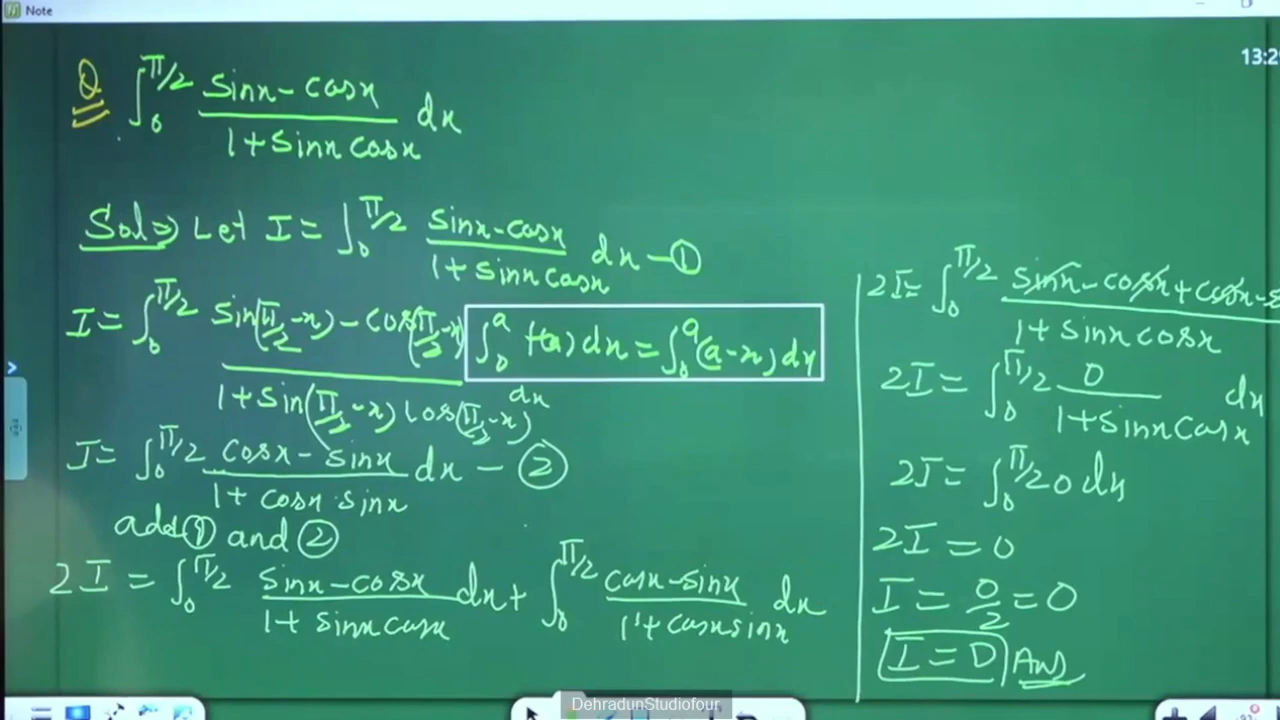 Note
13:2
Q ∫₀^π/2 (sinx - cosx)/(1 + sinx cosx) dx
Sol ⇒ Let I = ∫₀^π/2 (sinx - cosx)/(1 + sinx cosx) dx - ①
I = ∫₀^π/2 (sin(π/2 - x) - cos(π/2 - x))/(1 + sin(π/2 - x) cos(π/2 - x)) dx
∫₀^a f(x) dx = ∫₀^a (a - x) dx
I = ∫₀^π/2 (cosx - sinx)/(1 + cosx · sinx) dx - ②
add ① and ②
2I = ∫₀^π/2 (sinx - cosx)/(1 + sinx cosx) dx + ∫₀^π/2 (cosx - sinx)/(1 + cosx sinx) dx
2I = ∫₀^π/2 (sinx - cosx + cosx - s)/(1 + sinx cosx)
2I = ∫₀^π/2 0/(1 + sinx cosx) dx
2I = ∫₀^π/2 0 dx
2I = 0
I = 0/2 = 0
I = 0 Ans
DehradunStudiofour